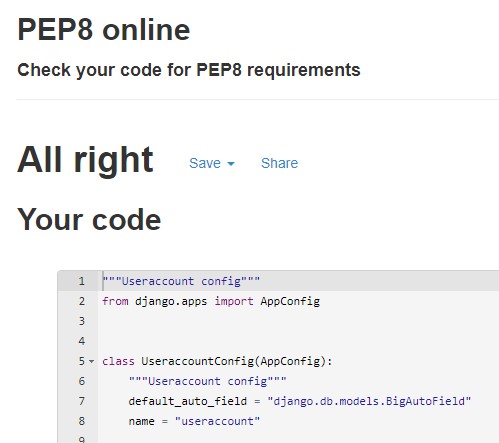 PEP8 online
Check your code for PEP8 requirements
All right Save Share
Your code
1 """Useraccount config"""
2 from django.apps import AppConfig
3
4
5 class UseraccountConfig(AppConfig):
6     """Useraccount config"""
7     default_auto_field = "django.db.models.BigAutoField"
8     name = "useraccount"
9